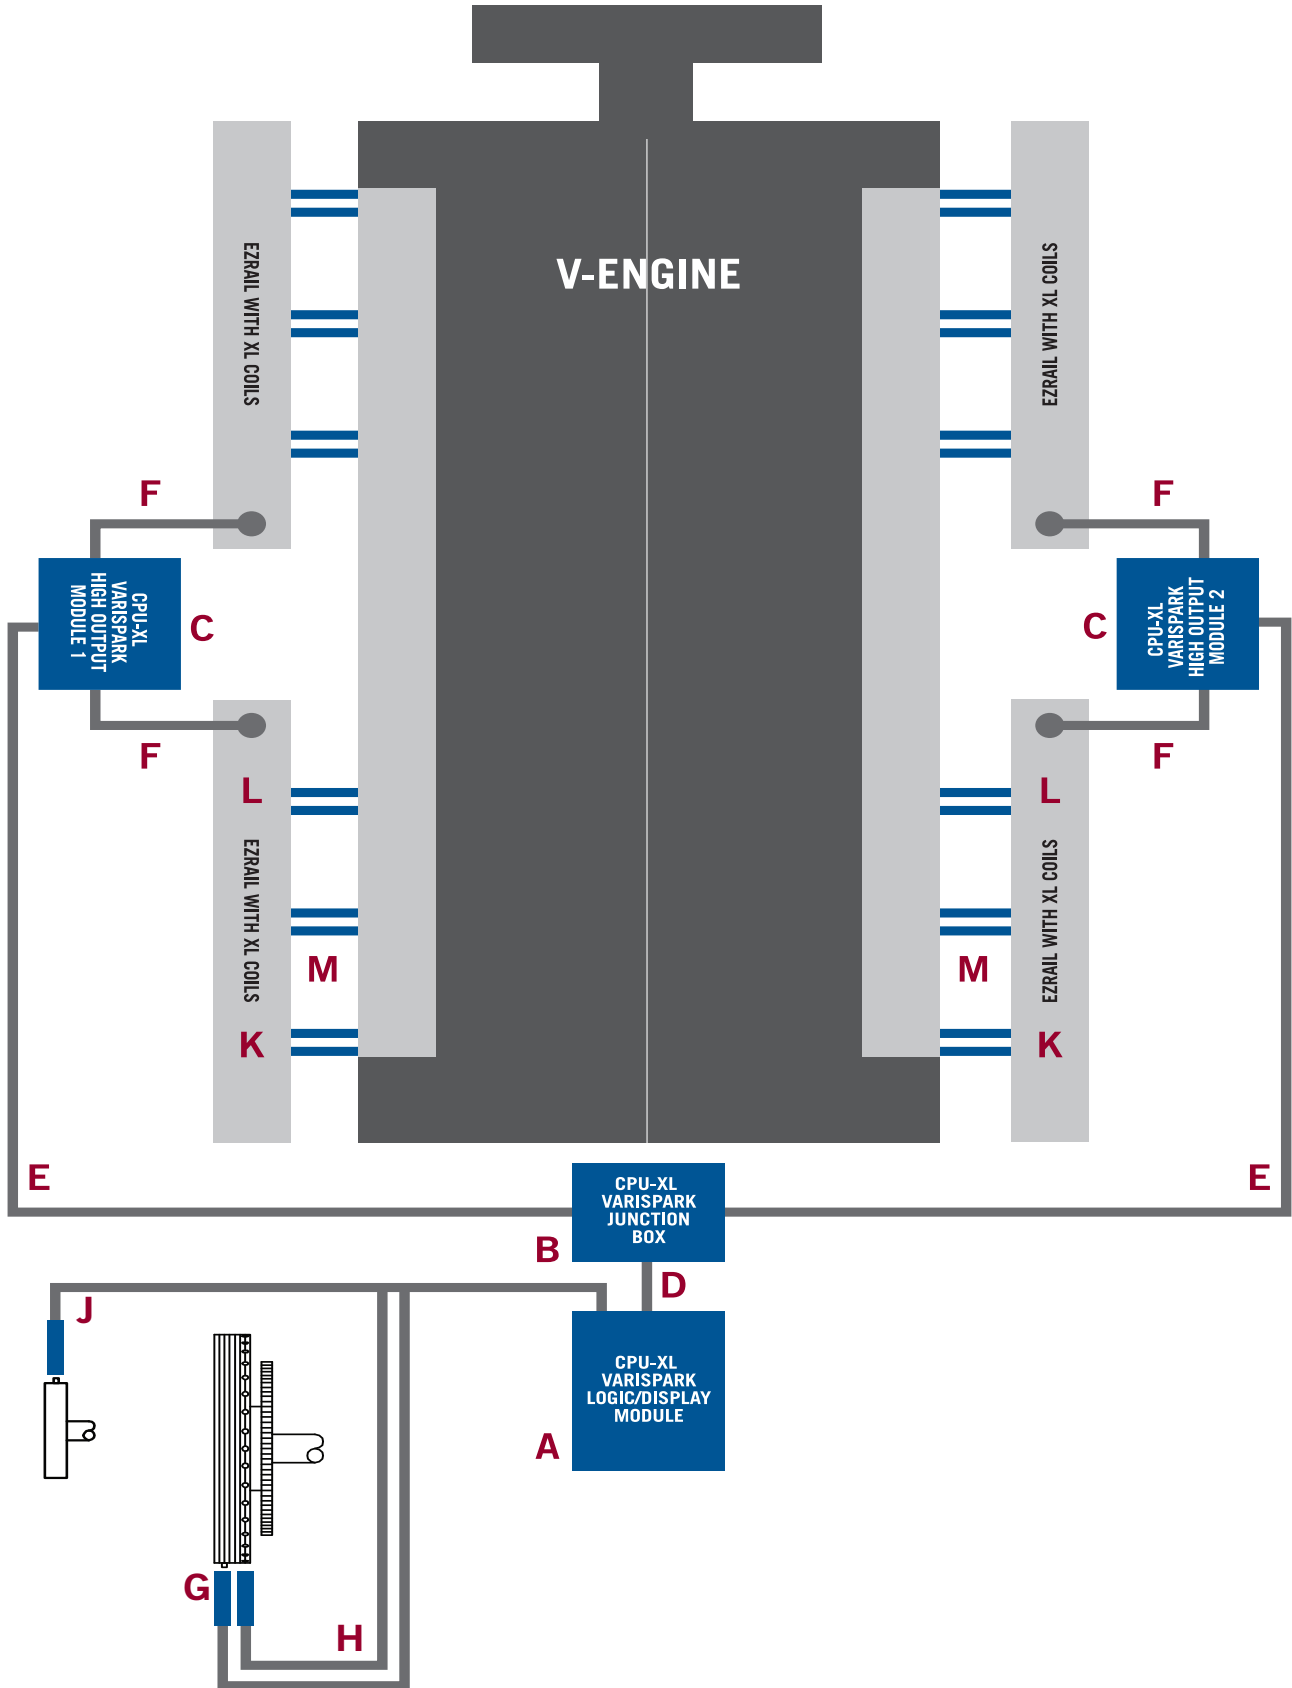 V-ENGINE
EZRAIL WITH XL COILS
EZRAIL WITH XL COILS
F
F
CPU-XL
VARISPARK
HIGH OUTPUT
MODULE 1
C
C
CPU-XL
VARISPARK
HIGH OUTPUT
MODULE 2
F
F
L
L
EZRAIL WITH XL COILS
EZRAIL WITH XL COILS
M
M
K
K
E
E
CPU-XL
VARISPARK
JUNCTION
BOX
B
D
J
CPU-XL
VARISPARK
LOGIC/DISPLAY
MODULE
A
G
H